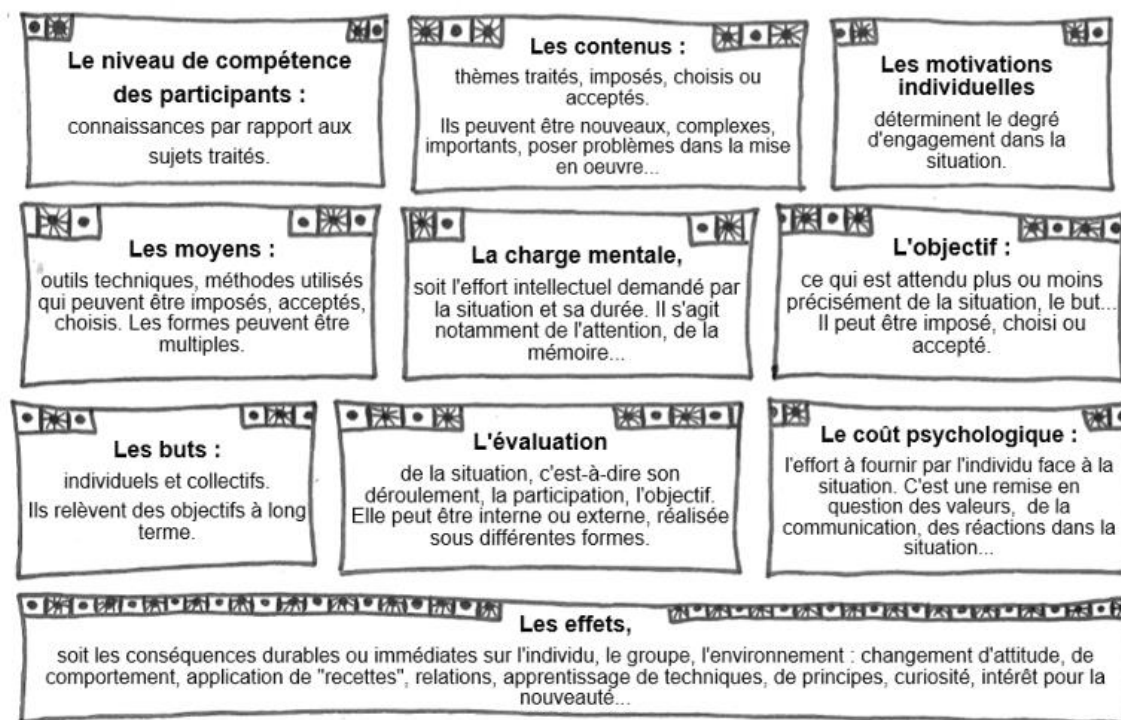 Le niveau de compétence
des participants :
connaissances par rapport aux
sujets traités.
Les contenus :
thèmes traités, imposés, choisis ou
acceptés.
Ils peuvent être nouveaux, complexes,
importants, poser problèmes dans la mise
en oeuvre...
Les motivations
individuelles
déterminent le degré
d'engagement dans la
situation.
Les moyens :
outils techniques, méthodes utilisés
qui peuvent être imposés, acceptés,
choisis. Les formes peuvent être
multiples.
La charge mentale,
soit l'effort intellectuel demandé par
la situation et sa durée. Il s'agit
notamment de l'attention, de la
mémoire...
L'objectif :
ce qui est attendu plus ou moins
précisément de la situation, le but...
Il peut être imposé, choisi ou
accepté.
Les buts :
individuels et collectifs.
Ils relèvent des objectifs à long
terme.
L'évaluation
de la situation, c'est-à-dire son
déroulement, la participation, l'objectif.
Elle peut être interne ou externe, réalisée
sous différentes formes.
Le coût psychologique :
l'effort à fournir par l'individu face à la
situation. C'est une remise en
question des valeurs, de la
communication, des réactions dans la
situation...
Les effets,
soit les conséquences durables ou immédiates sur l'individu, le groupe, l'environnement : changement d'attitude, de
comportement, application de "recettes", relations, apprentissage de techniques, de principes, curiosité, intérêt pour la
nouveauté...